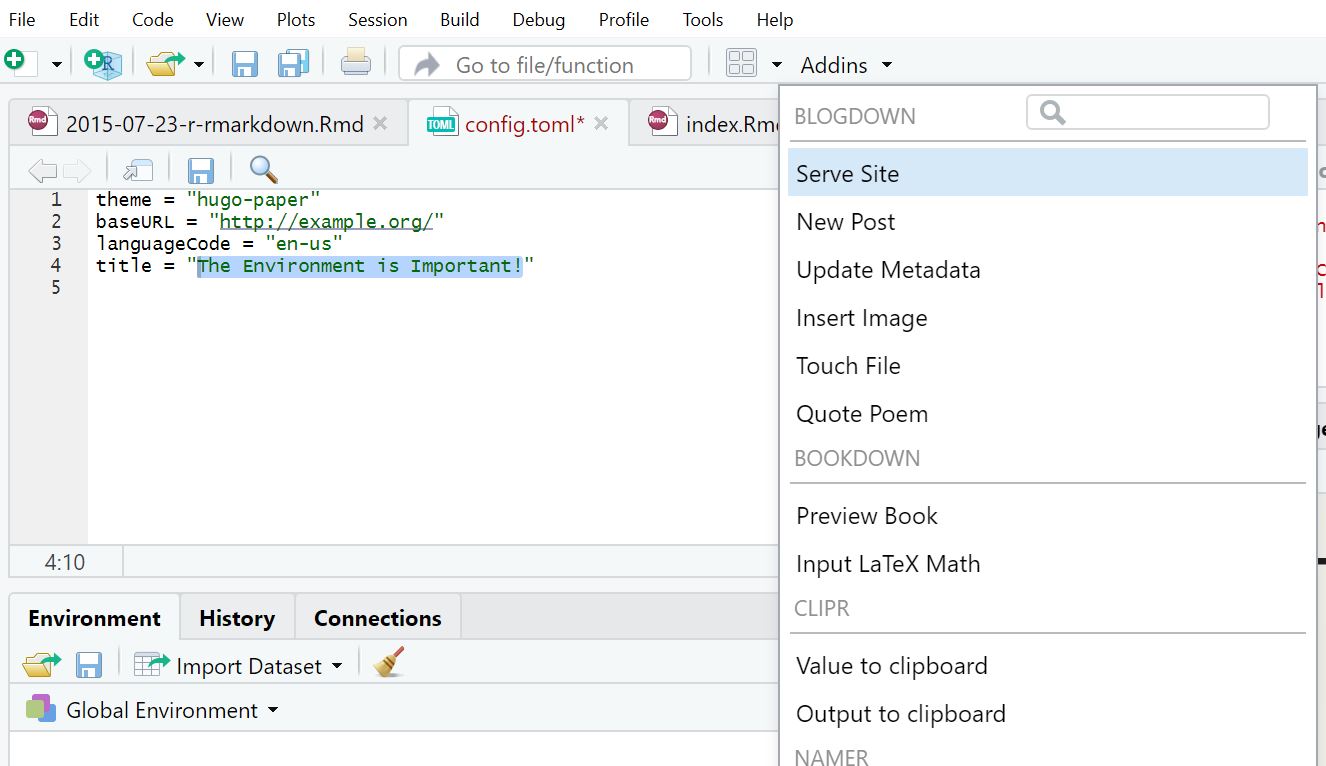 File Edit Code View Plots Session Build Debug Profile Tools Help
Go to file/function Addins
2015-07-23-r-rmarkdown.Rmd config.toml* index.Rm
1 theme = "hugo-paper"
2 baseURL = "http://example.org/"
3 languageCode = "en-us"
4 title = "The Environment is Important!"
5
4:10
BLOGDOWN
Serve Site
New Post
Update Metadata
Insert Image
Touch File
Quote Poem
BOOKDOWN
Preview Book
Input LaTeX Math
CLIPR
Value to clipboard
Output to clipboard
NAMER
Environment History Connections
Import Dataset
Global Environment